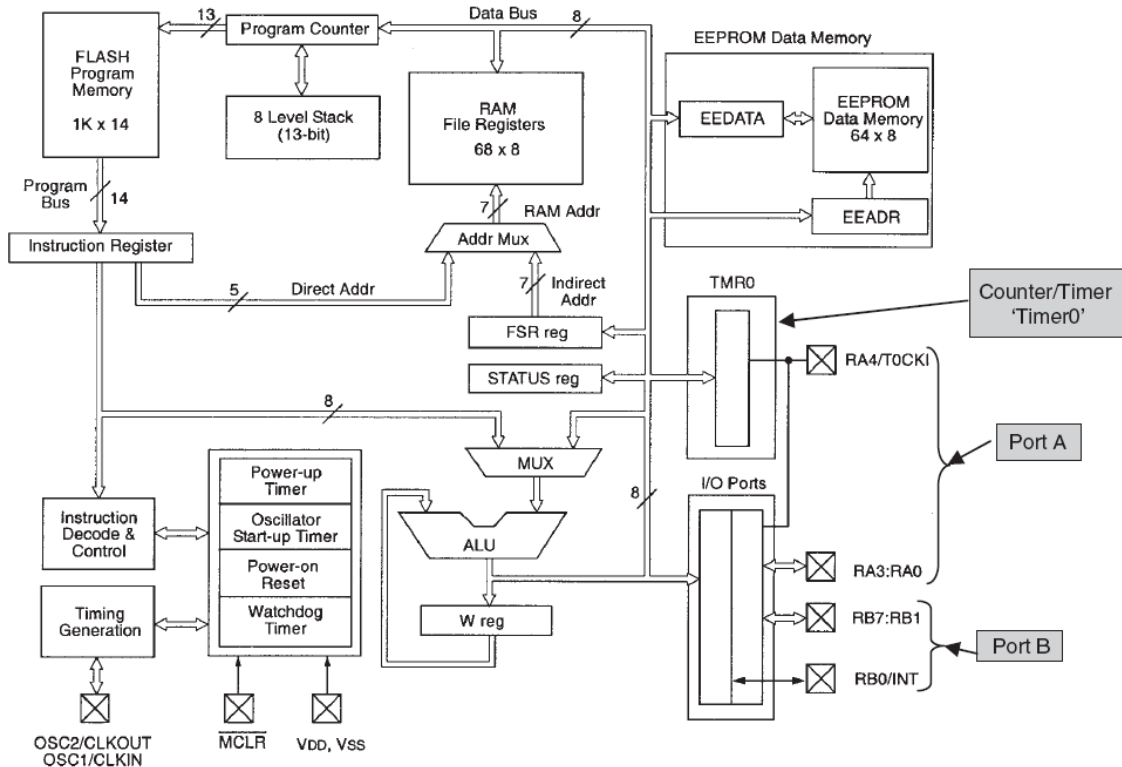 Data Bus
13
8
Program Counter
FLASH
Program
Memory
1K x 14
8 Level Stack
(13-bit)
RAM
File Registers
68 x 8
EEPROM Data Memory
EEDATA
EEPROM
Data Memory
64 x 8
EEADR
Program
Bus
14
7
RAM Addr
Addr Mux
Instruction Register
5
Direct Addr
7
Indirect
Addr
FSR reg
STATUS reg
TMR0
Counter/Timer
‘Timer0’
RA4/T0CKI
Port A
8
MUX
8
I/O Ports
Power-up
Timer
Oscillator
Start-up Timer
Power-on
Reset
Watchdog
Timer
Instruction
Decode &
Control
Timing
Generation
ALU
W reg
RA3:RA0
RB7:RB1
Port B
RB0/INT
OSC2/CLKOUT
OSC1/CLKIN
MCLR
VDD, VSS